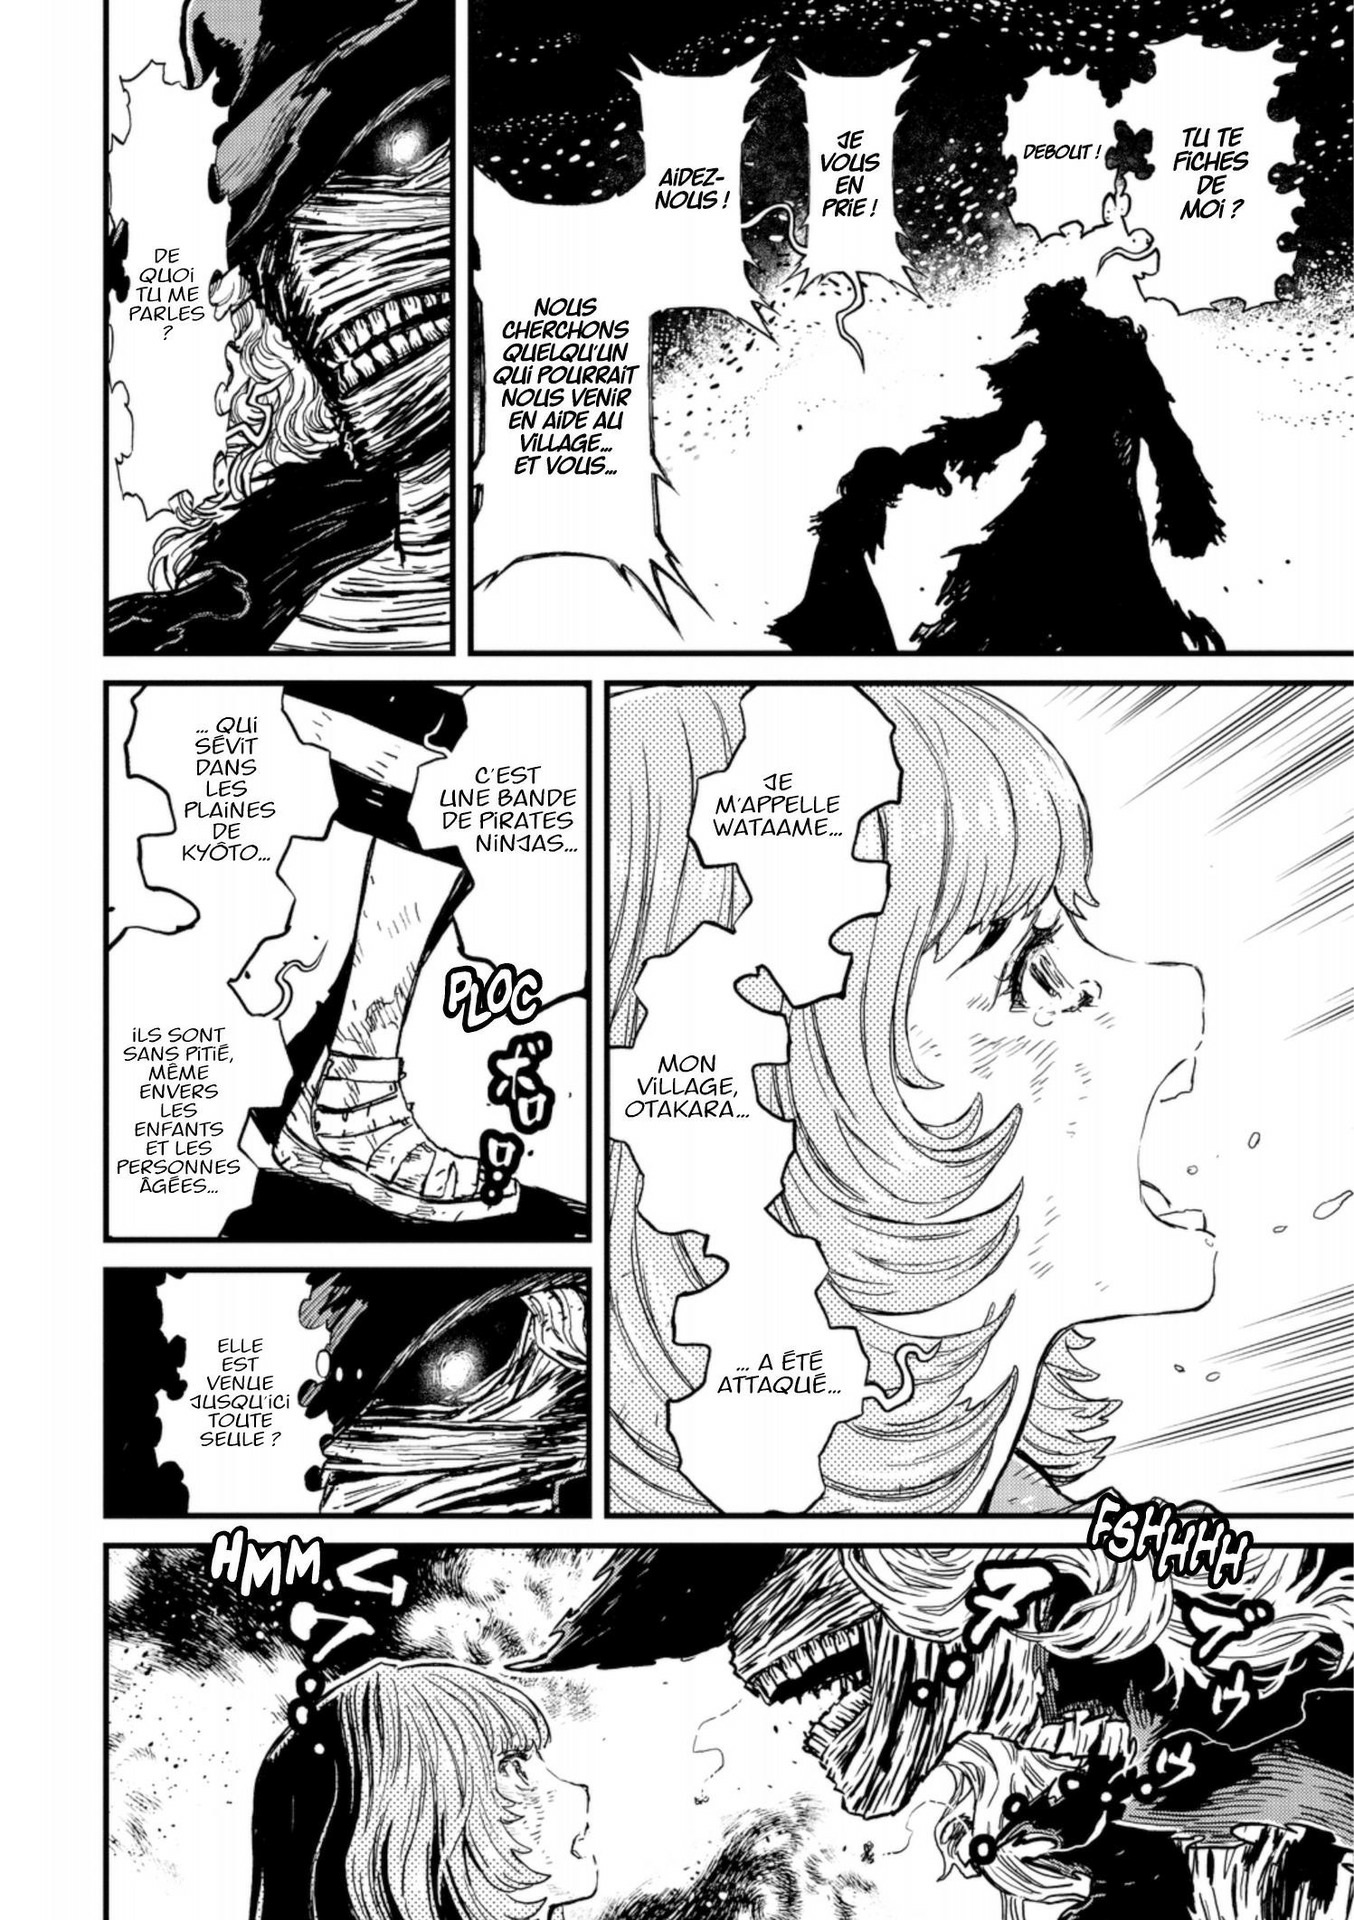 TU TE
FICHES
DE
MOI ?
DEBOUT !
JE
VOUS
EN
PRIE !
AIDEZ-
NOUS !
NOUS
CHERCHONS
QUELQU'UN
QUI POURRAIT
NOUS VENIR
EN AIDE AU
VILLAGE...
ET VOUS...
DE
QUOI
TU ME
PARLES
?
JE
M'APPELLE
WATAAME...
MON
VILLAGE,
OTAKARA...
... A ÉTÉ
ATTAQUÉ...
C'EST
UNE BANDE
DE PIRATES
NINJAS...
... QUI
SÉVIT
DANS
LES
PLAINES
DE
KYÔTO...
PLOC
ボロ
ロ
ILS SONT
SANS PITIÉ,
MÊME
ENVERS
LES
ENFANTS
ET LES
PERSONNES
ÂGÉES...
ELLE
EST
VENUE
JUSQU'ICI
TOUTE
SEULE ?
FSHHHH
HMM